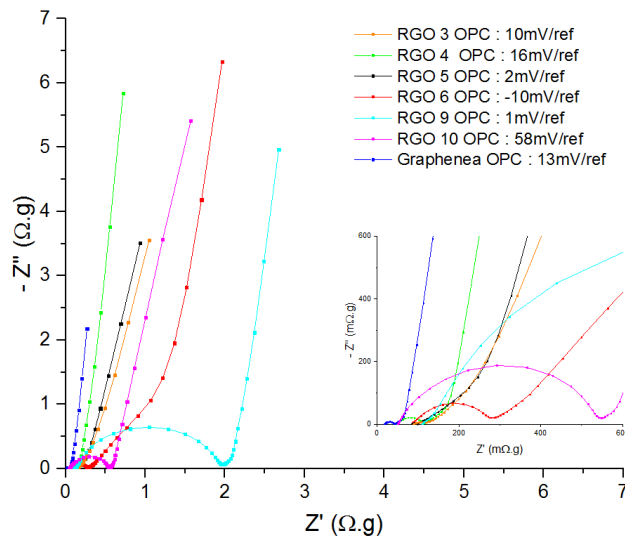 -7
-6
-5
-4
-3
-2
-1
0
- Z'' (Ω.g)
0 1 2 3 4 5 6 7
Z' (Ω.g)
RGO 3 OPC : 10mV/ref
RGO 4  OPC : 16mV/ref
RGO 5 OPC : 2mV/ref
RGO 6 OPC : -10mV/ref
RGO 9 OPC : 1mV/ref
RGO 10 OPC : 58mV/ref
Graphenea OPC : 13mV/ref
600
400
200
0
- Z'' (mΩ.g)
0 200 400 60
Z' (mΩ.g)